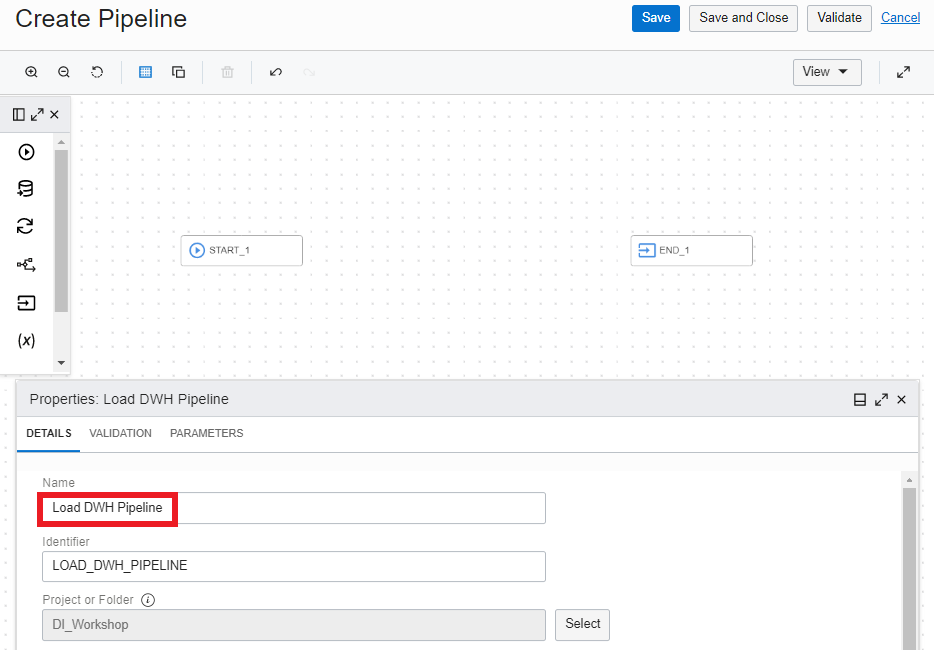 Create Pipeline
Save
Save and Close
Validate
Cancel
View
(x)
START_1
END_1
Properties: Load DWH Pipeline
DETAILS
VALIDATION
PARAMETERS
Name
Load DWH Pipeline
Identifier
LOAD_DWH_PIPELINE
Project or Folder
DI_Workshop
Select